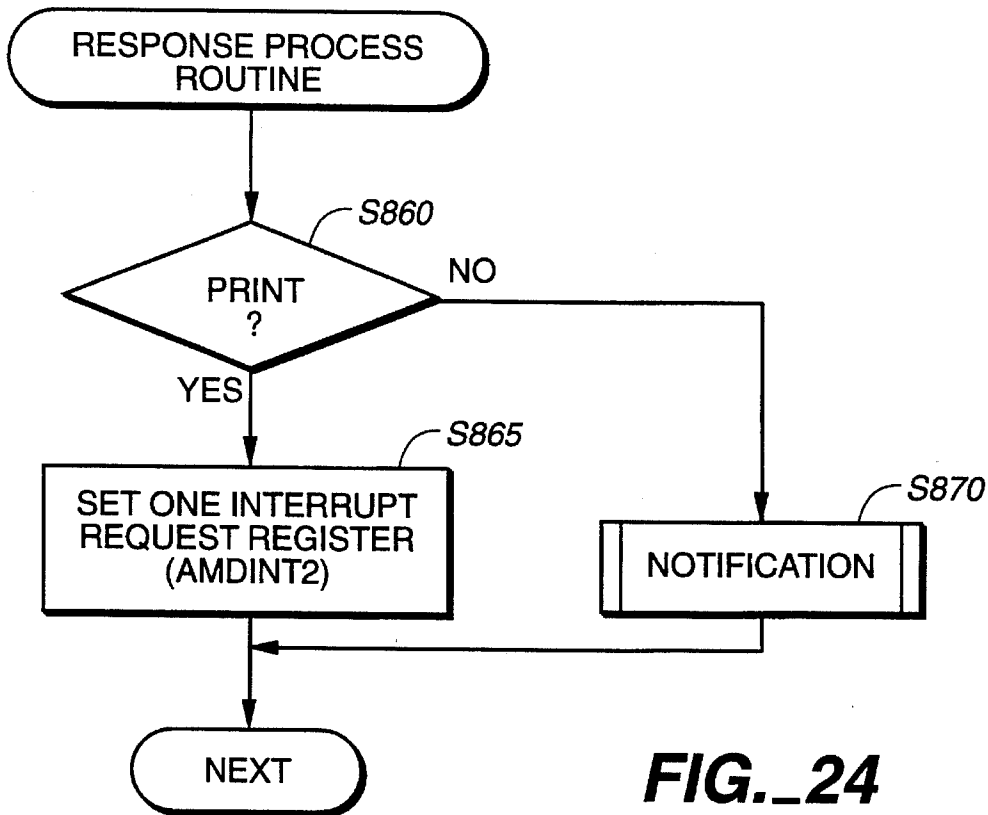 RESPONSE PROCESS
ROUTINE
S860
PRINT
?
NO
YES
S865
SET ONE INTERRUPT
REQUEST REGISTER
(AMDINT2)
S870
NOTIFICATION
NEXT
FIG._24